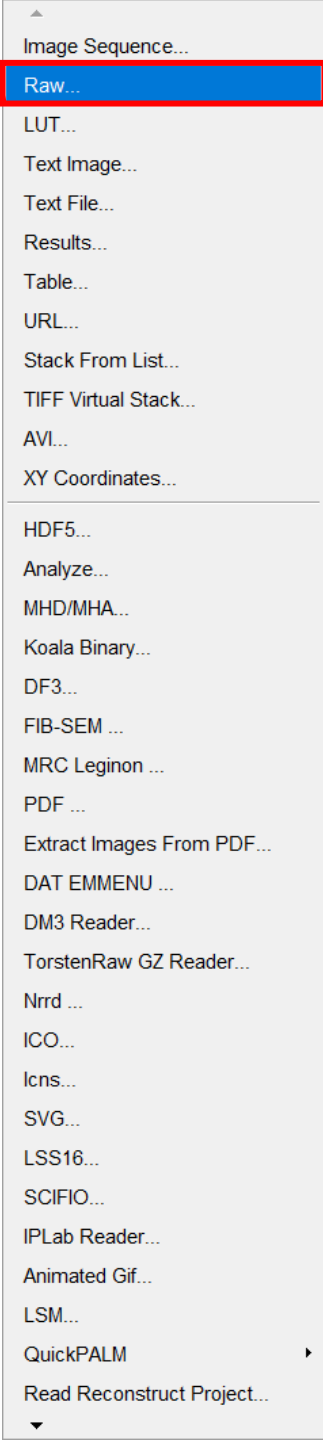 Image Sequence...
Raw...
LUT...
Text Image...
Text File...
Results...
Table...
URL...
Stack From List...
TIFF Virtual Stack...
AVI...
XY Coordinates...
HDF5...
Analyze...
MHD/MHA...
Koala Binary...
DF3...
FIB-SEM ...
MRC Leginon ...
PDF ...
Extract Images From PDF...
DAT EMMENU ...
DM3 Reader...
TorstenRaw GZ Reader...
Nrrd ...
ICO...
Icns...
SVG...
LSS16...
SCIFIO...
IPLab Reader...
Animated Gif...
LSM...
QuickPALM
Read Reconstruct Project...